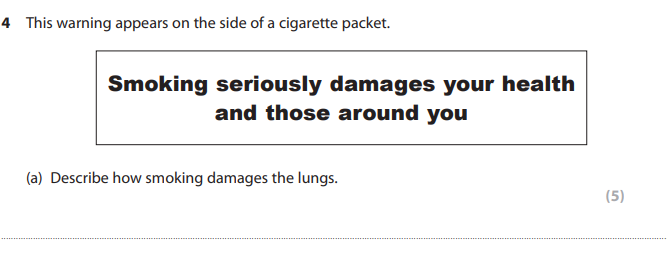 4 This warning appears on the side of a cigarette packet.
Smoking seriously damages your health
and those around you
(a) Describe how smoking damages the lungs.
(5)